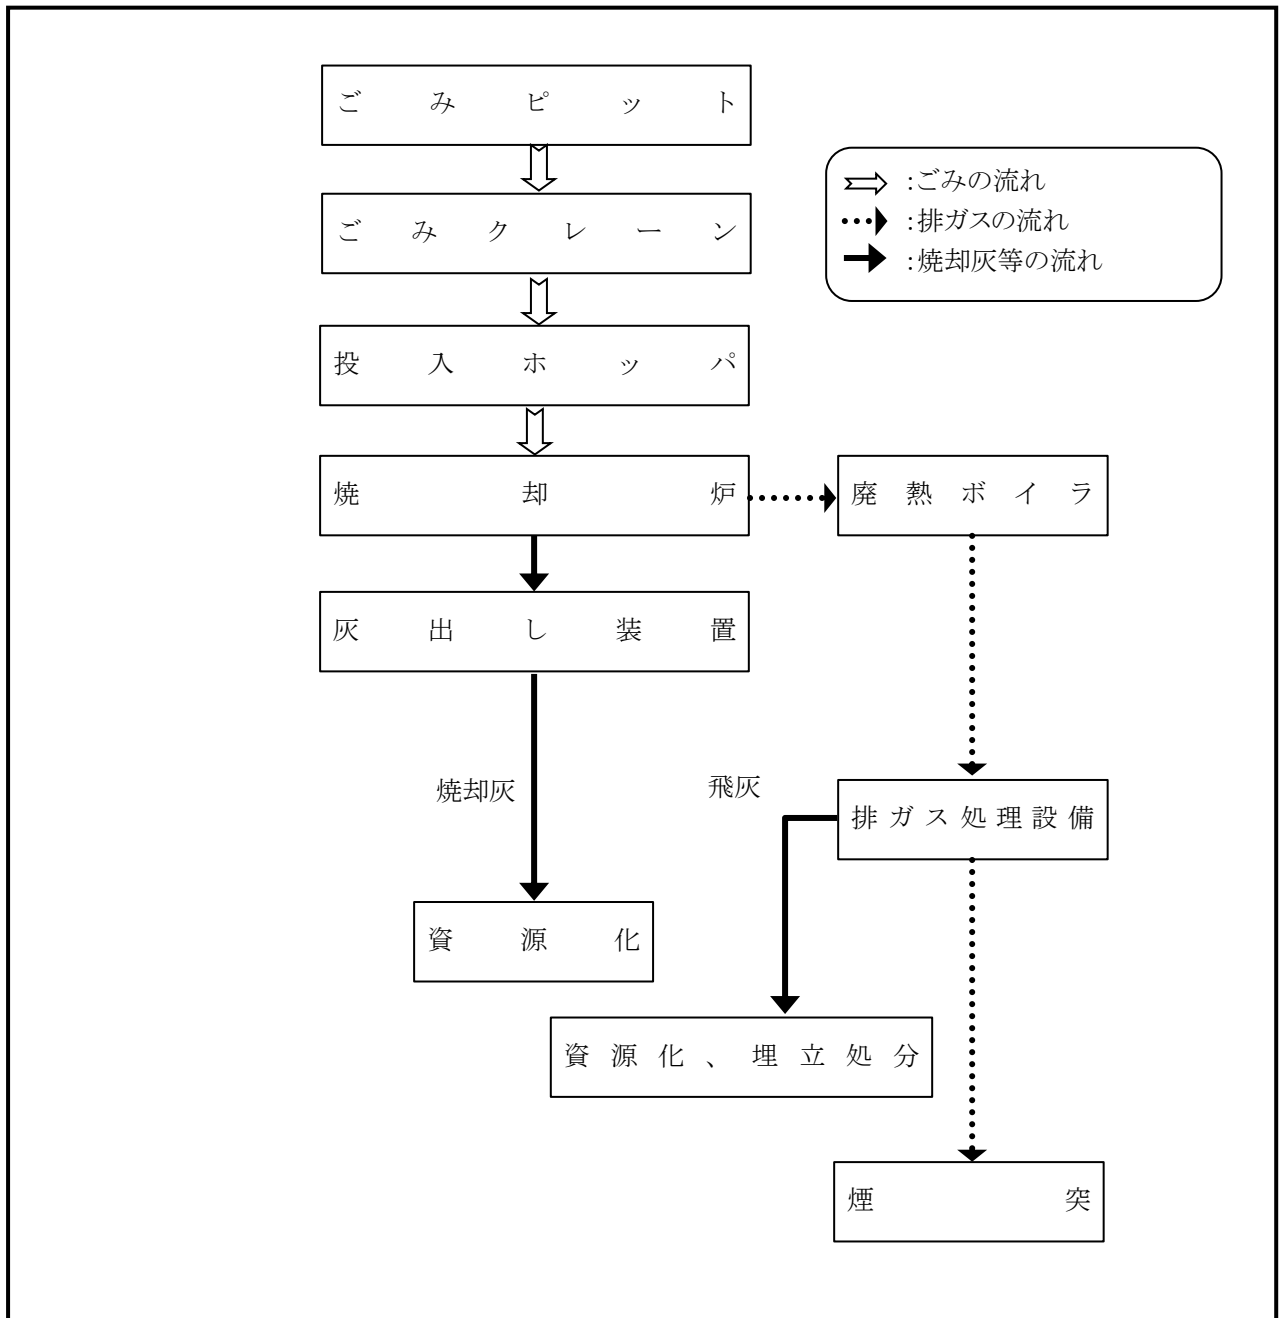 ごみピット
ごみクレーン
:ごみの流れ
:排ガスの流れ
:焼却灰等の流れ
投入ホッパ
焼却炉
廃熱ボイラ
灰出し装置
焼却灰
飛灰
排ガス処理設備
資源化
資源化、埋立処分
煙突